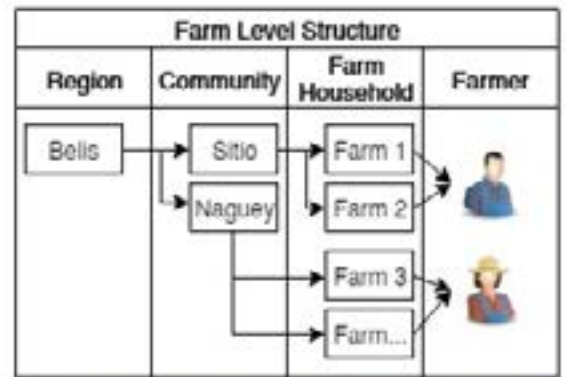 Farm Level Structure
Region Community Farm Household Farmer
Belis Sitio Farm 1
Naguey Farm 2
Farm 3
Farm...